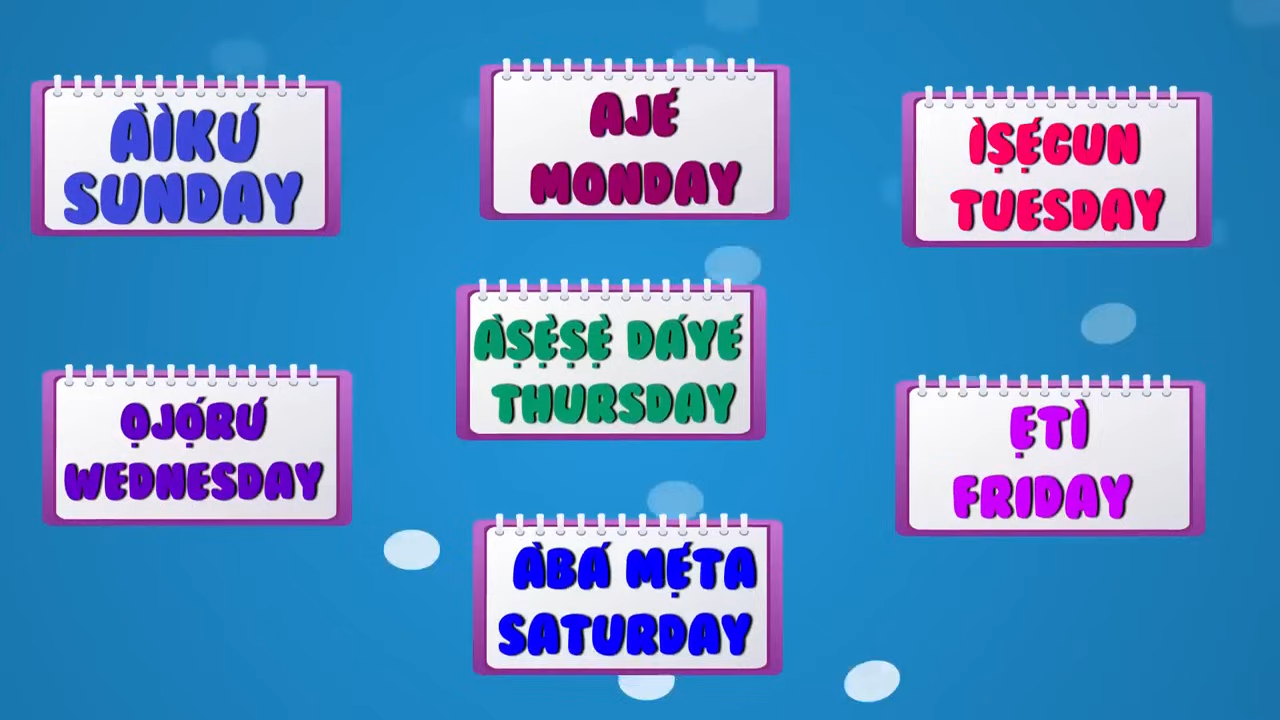 ÀÌKÚ
SUNDAY
AJÉ
MONDAY
ÌṢẸ́GUN
TUESDAY
ỌJỌ́RÚ
WEDNESDAY
ÀṢẸ̀ṢẸ̀ DÁYÉ
THURSDAY
ẸTÌ
FRIDAY
ÀBÁ MẸ́TA
SATURDAY